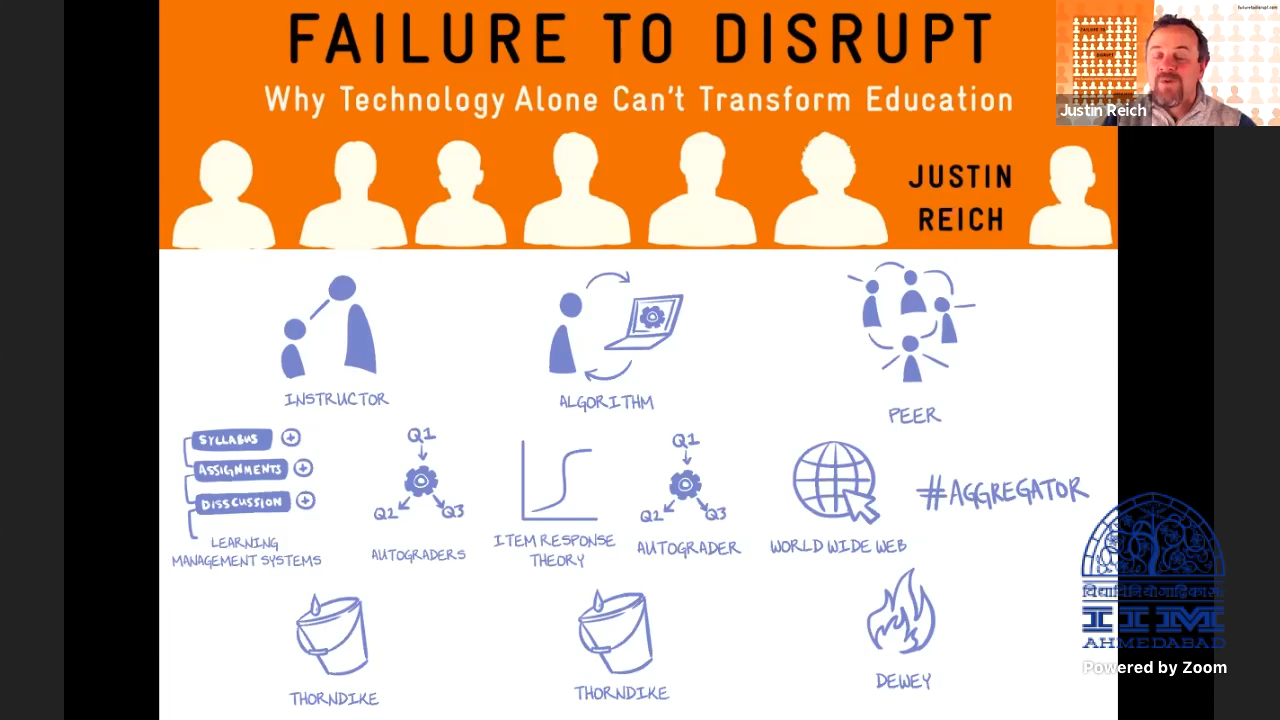 FAILURE TO DISRUPT
Why Technology Alone Can't Transform Education
JUSTIN
REICH
Justin Reich
INSTRUCTOR
ALGORITHM
PEER
SYLLABUS
ASSIGNMENTS
DISSCUSSION
LEARNING
MANAGEMENT SYSTEMS
Q1
Q2
Q3
AUTOGRADERS
ITEM RESPONSE
THEORY
Q1
Q2
Q3
AUTOGRADER
WORLD WIDE WEB
#AGGREGATOR
THORNDIKE
THORNDIKE
DEWEY
IIM
AHMEDABAD
Powered by Zoom